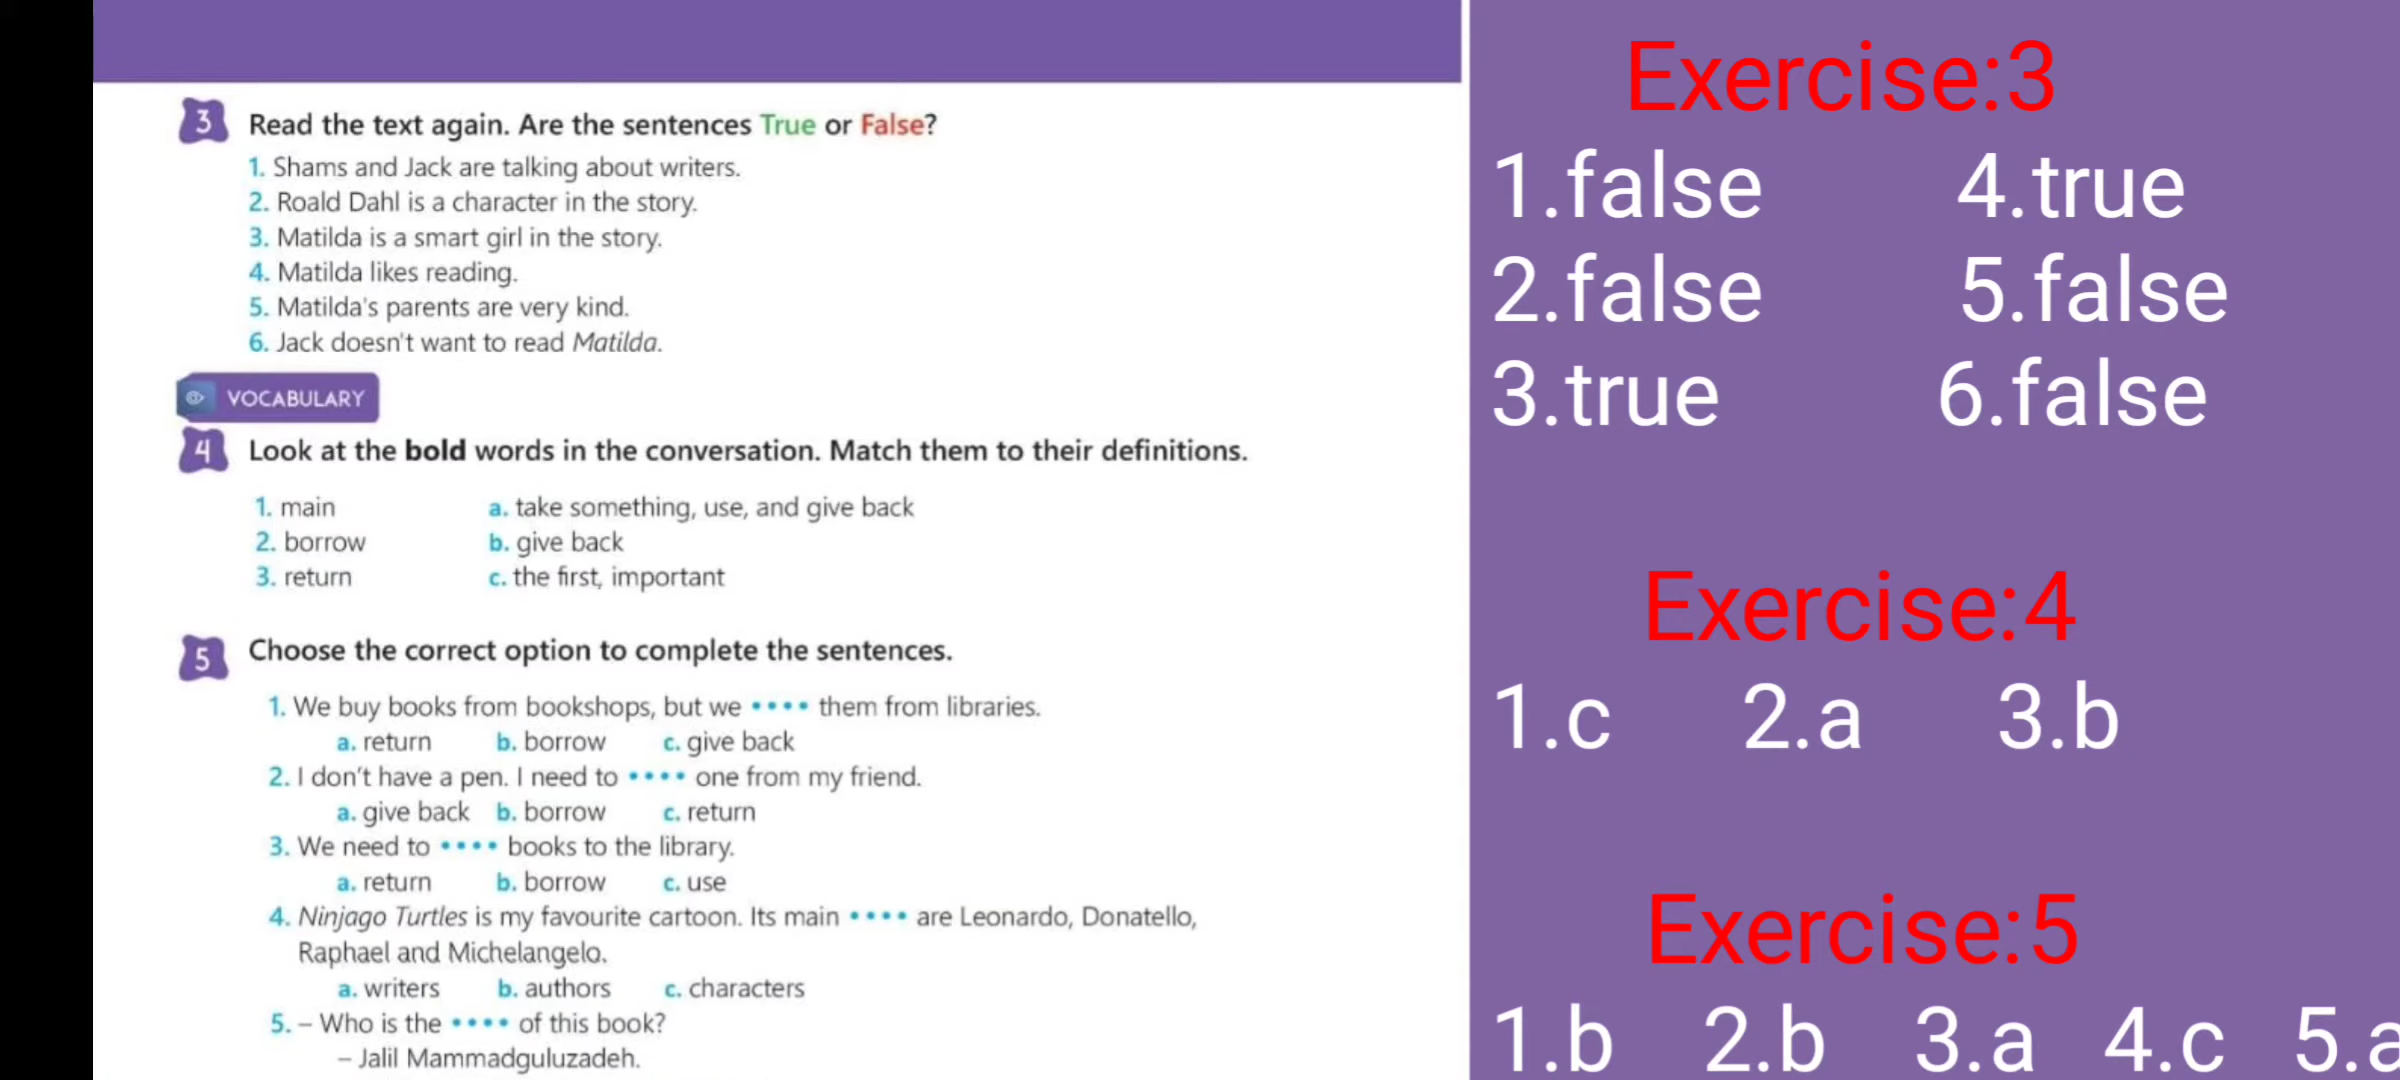 3 Read the text again. Are the sentences True or False?
1. Shams and Jack are talking about writers.
2. Roald Dahl is a character in the story.
3. Matilda is a smart girl in the story.
4. Matilda likes reading.
5. Matilda's parents are very kind.
6. Jack doesn't want to read Matilda.
VOCABULARY
4 Look at the bold words in the conversation. Match them to their definitions.
1. main a. take something, use, and give back
2. borrow b. give back
3. return c. the first, important
5 Choose the correct option to complete the sentences.
1. We buy books from bookshops, but we •••• them from libraries.
a. return b. borrow c. give back
2. I don't have a pen. I need to •••• one from my friend.
a. give back b. borrow c. return
3. We need to •••• books to the library.
a. return b. borrow c. use
4. Ninjago Turtles is my favourite cartoon. Its main •••• are Leonardo, Donatello,
Raphael and Michelangelo.
a. writers b. authors c. characters
5. – Who is the •••• of this book?
– Jalil Mammadguluzadeh.
Exercise:3
1.false 4.true
2.false 5.false
3.true 6.false
Exercise:4
1.c 2.a 3.b
Exercise:5
1.b 2.b 3.a 4.c 5.a